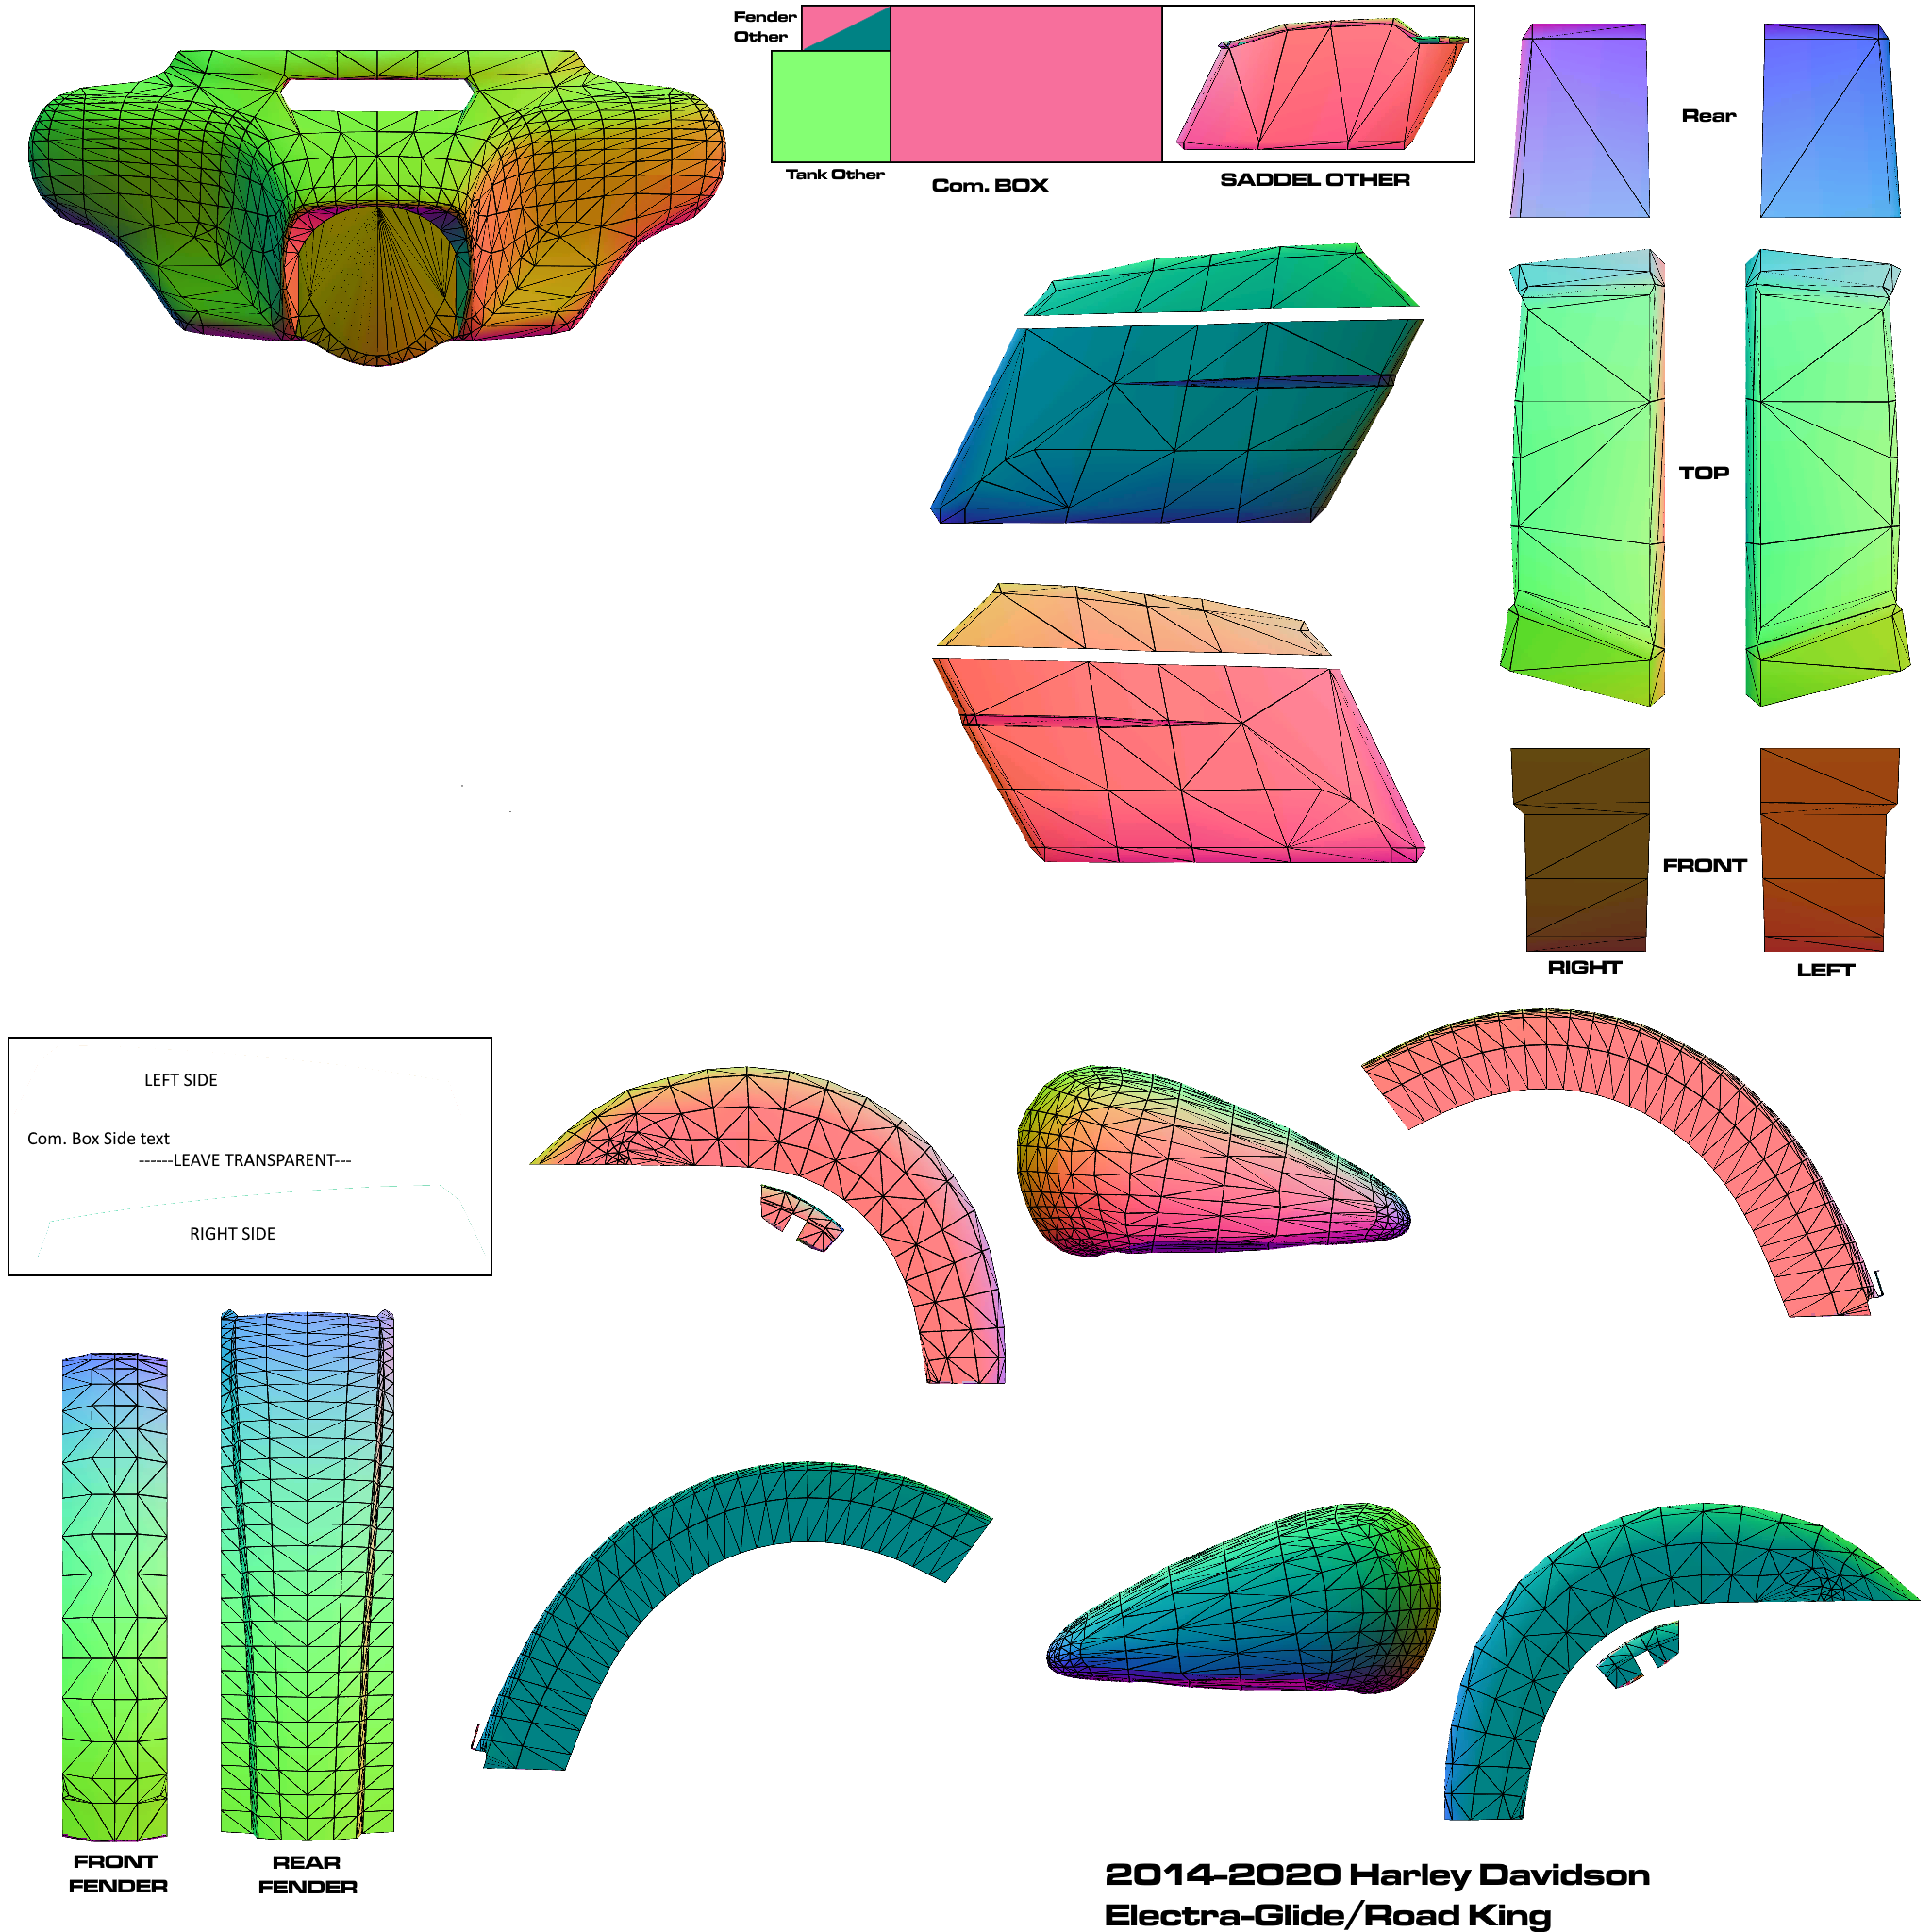 Fender
Other
Tank Other
Com. BOX
SADDEL OTHER
Rear
TOP
FRONT
RIGHT
LEFT
LEFT SIDE
Com. Box Side text
------LEAVE TRANSPARENT---
RIGHT SIDE
FRONT
FENDER
REAR
FENDER
2014-2020 Harley Davidson
Electra-Glide/Road King